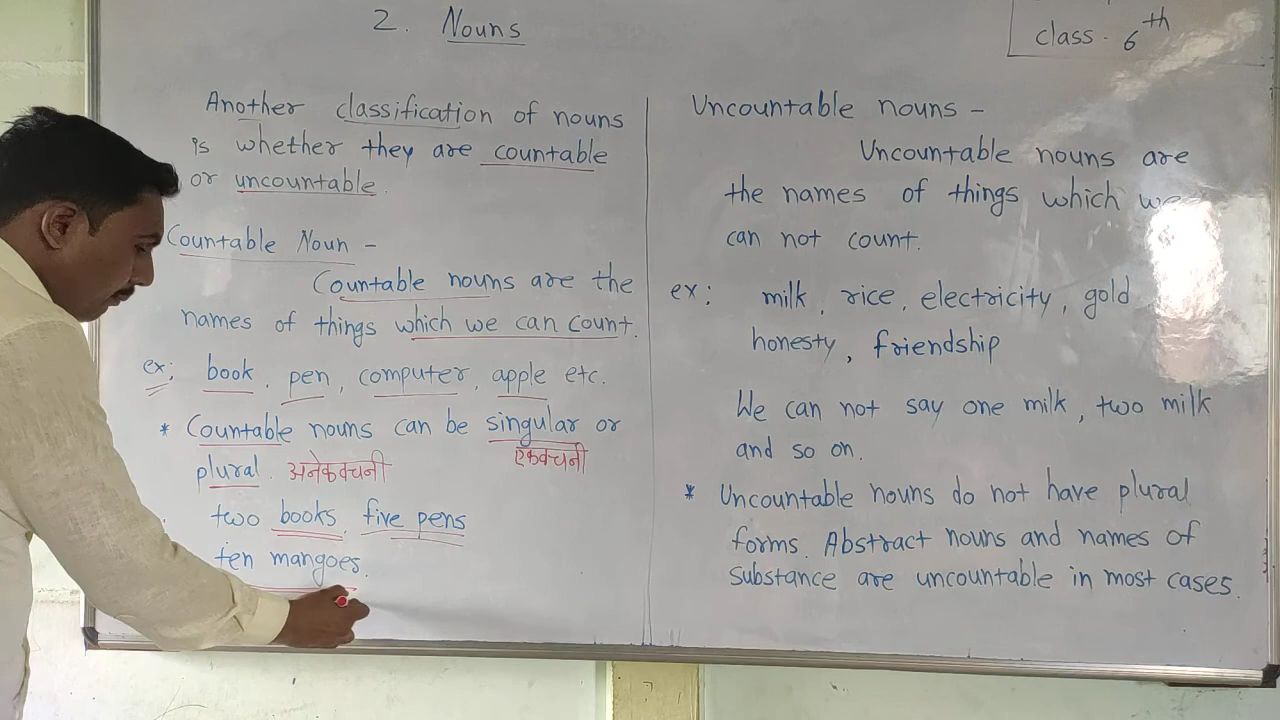 2. Nouns
class. 6th
Another classification of nouns
is whether they are countable
or uncountable.
Countable Noun -
Countable nouns are the
names of things which we can count.
ex: book, pen, computer, apple etc.
* Countable nouns can be singular or
एकवचनी
plural. अनेकवचनी
two books, five pens
ten mangoes.
Uncountable nouns -
Uncountable nouns are
the names of things which we
can not count.
ex: milk, rice, electricity, gold
honesty, friendship
We can not say one milk, two milk
and so on.
* Uncountable nouns do not have plural
forms. Abstract nouns and names of
substance are uncountable in most cases.